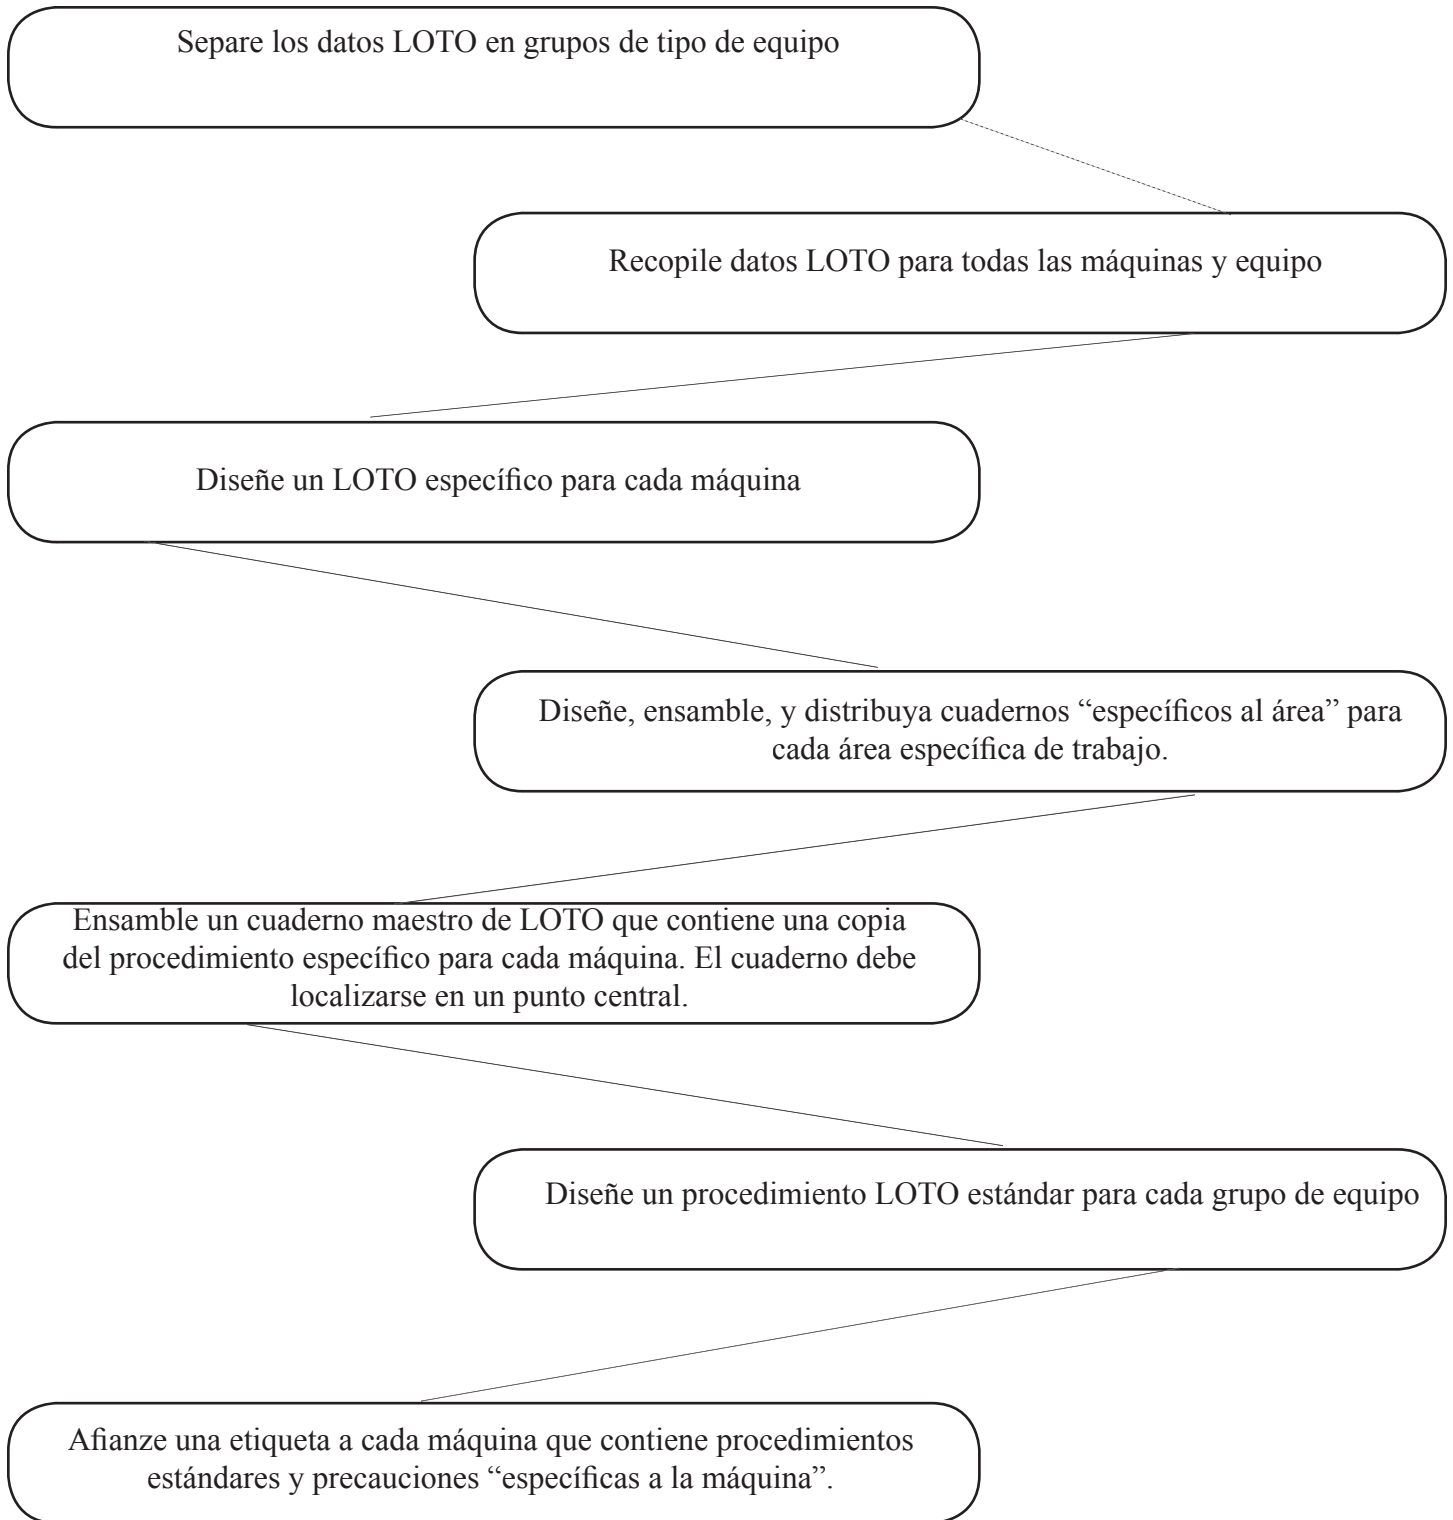 Separe los datos LOTO en grupos de tipo de equipo
Recopile datos LOTO para todas las máquinas y equipo
Diseñe un LOTO específico para cada máquina
Diseñe, ensamble, y distribuya cuadernos “específicos al área” para
cada área específica de trabajo.
Ensamble un cuaderno maestro de LOTO que contiene una copia
del procedimiento específico para cada máquina. El cuaderno debe
localizarse en un punto central.
Diseñe un procedimiento LOTO estándar para cada grupo de equipo
Afianze una etiqueta a cada máquina que contiene procedimientos
estándares y precauciones “específicas a la máquina”.